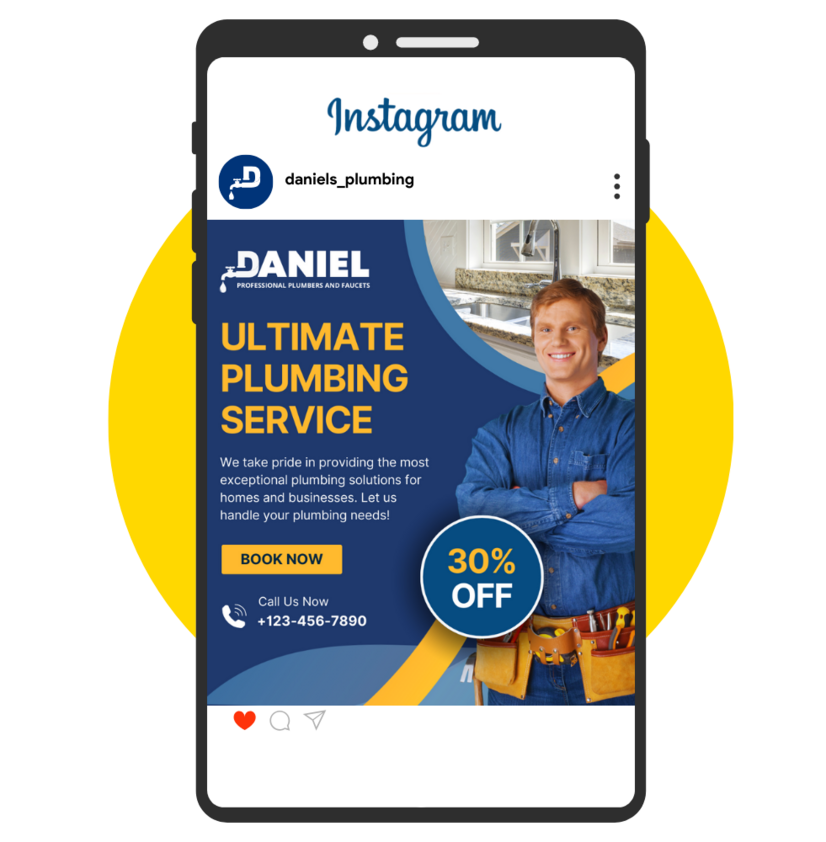 Instagram
daniels_plumbing
DANIEL
PROFESSIONAL PLUMBERS AND FAUCETS
ULTIMATE
PLUMBING
SERVICE
We take pride in providing the most
exceptional plumbing solutions for
homes and businesses. Let us
handle your plumbing needs!
BOOK NOW
Call Us Now
+123-456-7890
30%
OFF